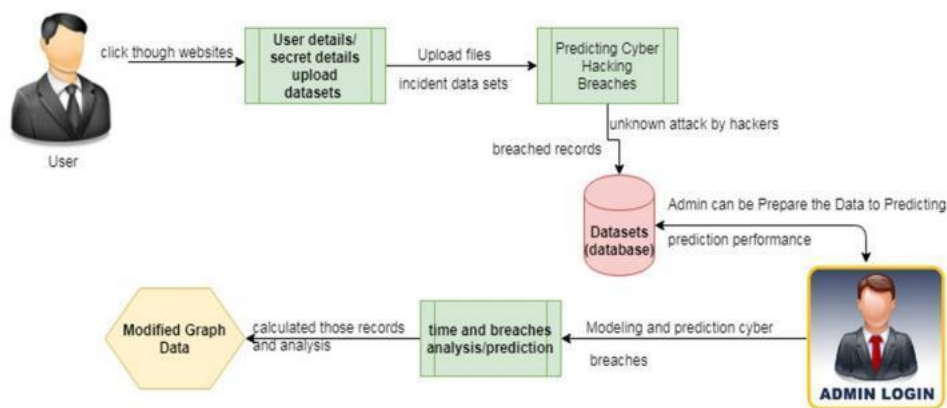 click though websites
User
User details/
secret details
upload
datasets
Upload files
incident data sets
Predicting Cyber
Hacking
Breaches
unknown attack by hackers
breached records
Datasets
(database)
Admin can be Prepare the Data to Predicting
prediction performance
ADMIN LOGIN
Modeling and prediction cyber
breaches
time and breaches
analysis/prediction
calculated those records
and analysis
Modified Graph
Data